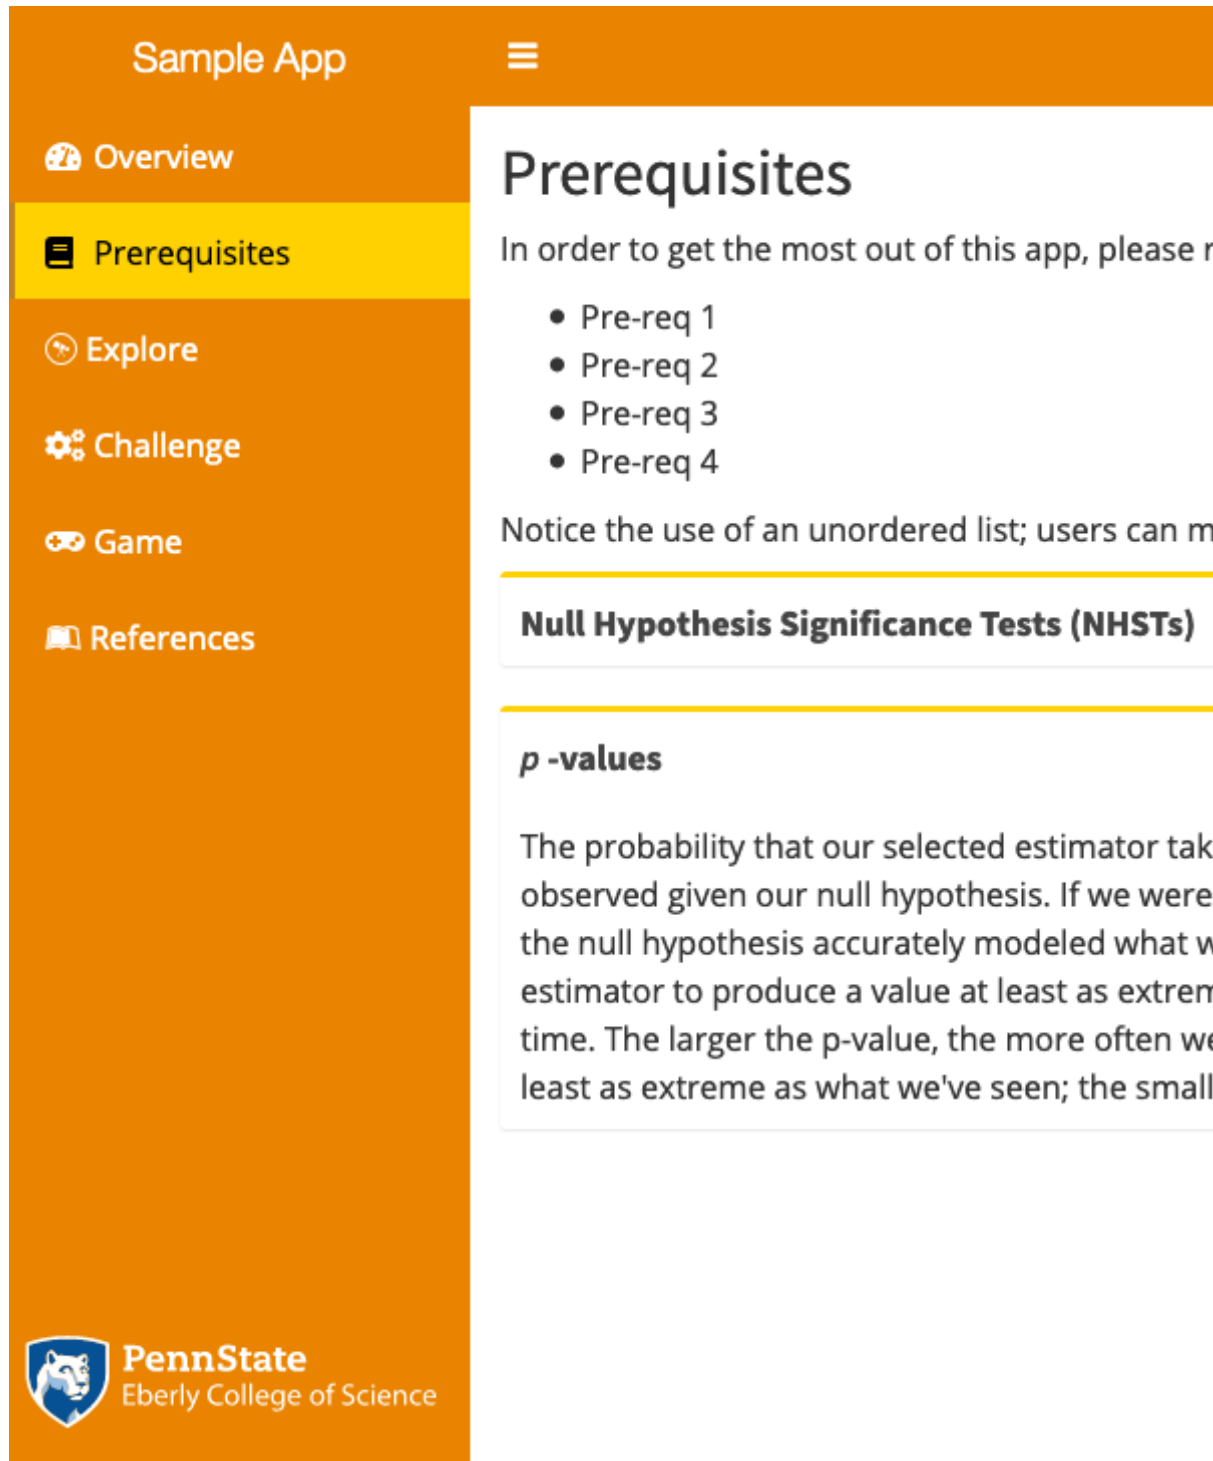 Sample App
Overview
Prerequisites
Explore
Challenge
Game
References
PennState
Eberly College of Science
Prerequisites
In order to get the most out of this app, please
Pre-req 1
Pre-req 2
Pre-req 3
Pre-req 4
Notice the use of an unordered list; users can
Null Hypothesis Significance Tests (NHSTs)
p -values
The probability that our selected estimator
observed given our null hypothesis. If we were
the null hypothesis accurately modeled what
estimator to produce a value at least as
time. The larger the p-value, the more often
least as extreme as what we've seen; the